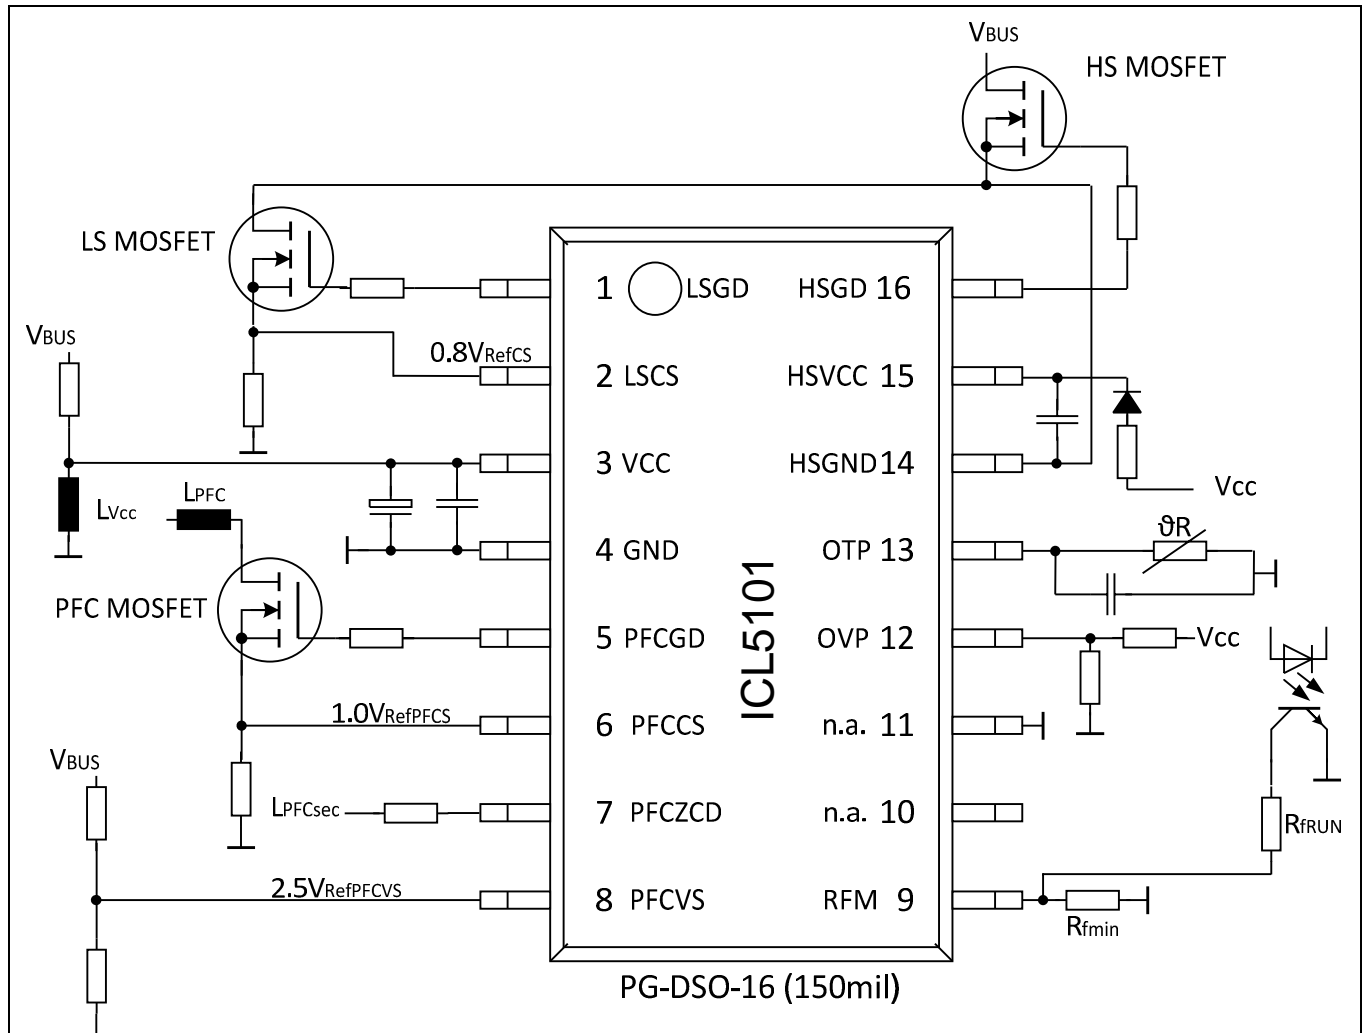 VBUS
HS MOSFET
LS MOSFET
1 LSGD HSGD 16
VBUS
0.8VRefCS
2 LSCS HSVCC 15
3 VCC HSGND 14
LPFC
LVcc
Vcc
ϑR
4 GND OTP 13
PFC MOSFET
5 PFCGD OVP 12
Vcc
ICL5101
1.0VRefPFCS
6 PFCCS n.a. 11
VBUS
LPFCsec
7 PFCZCD n.a. 10
RfRUN
2.5VRefPFCVS
8 PFCVS RFM 9
Rfmin
PG-DSO-16 (150mil)